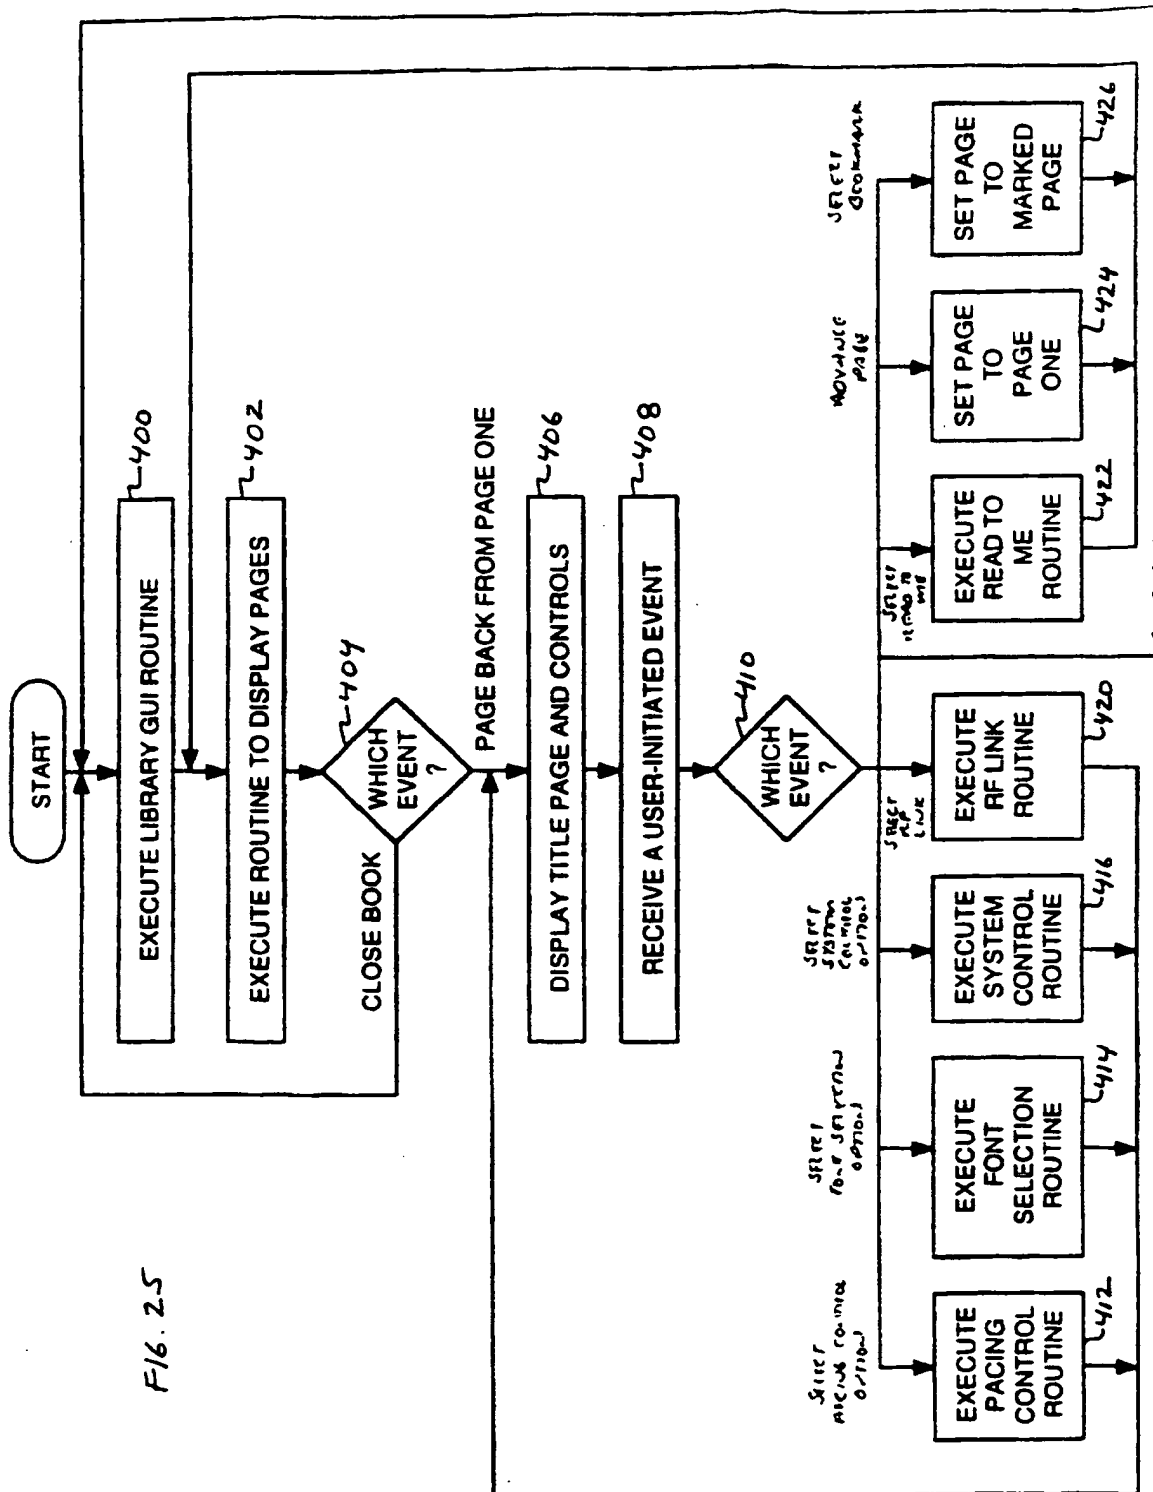 FIG. 25
START
EXECUTE LIBRARY GUI ROUTINE
400
EXECUTE ROUTINE TO DISPLAY PAGES
402
WHICH
EVENT
?
404
CLOSE BOOK
PAGE BACK FROM PAGE ONE
DISPLAY TITLE PAGE AND CONTROLS
406
RECEIVE A USER-INITIATED EVENT
408
WHICH
EVENT
?
410
SELECT
PACING CONTROL
OPTION
EXECUTE
PACING
CONTROL
ROUTINE
412
SELECT
FONT SELECTION
OPTION
EXECUTE
FONT
SELECTION
ROUTINE
414
SELECT
SYSTEM
CONTROL
OPTION
EXECUTE
SYSTEM
CONTROL
ROUTINE
416
SELECT
RF
LINK
EXECUTE
RF LINK
ROUTINE
420
SELECT
READ TO
ME
EXECUTE
READ TO
ME
ROUTINE
422
ADVANCE
PAGE
SET PAGE
TO
PAGE
ONE
424
SELECT
BOOKMARK
SET PAGE
TO
MARKED
PAGE
426